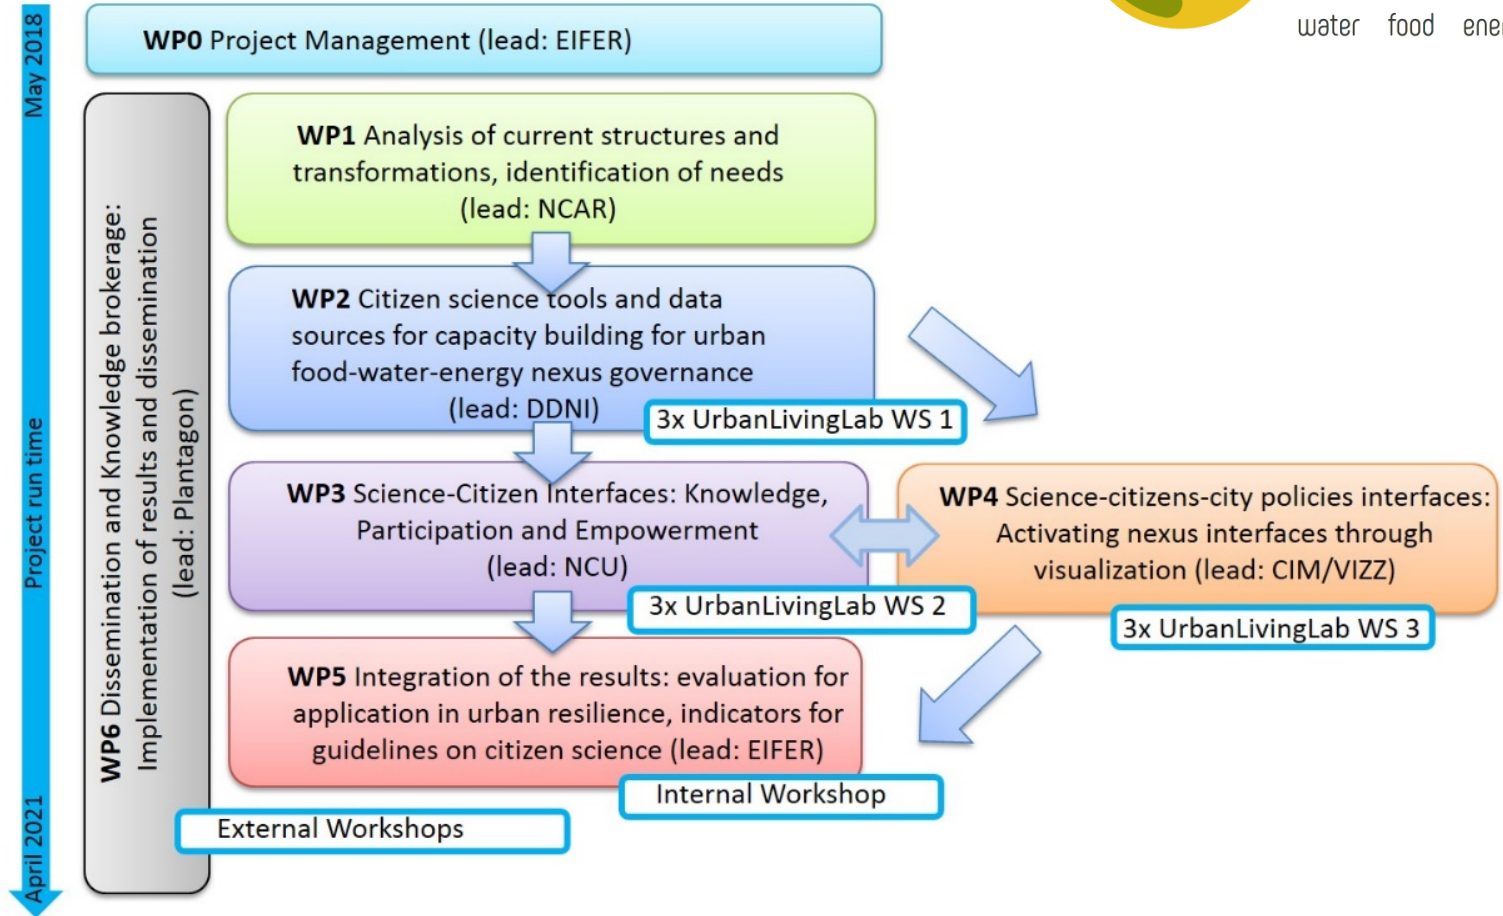 water food ener
May 2018
Project run time
April 2021
WP0 Project Management (lead: EIFER)
WP6 Dissemination and Knowledge brokerage:
Implementation of results and dissemination
(lead: Plantagon)
WP1 Analysis of current structures and
transformations, identification of needs
(lead: NCAR)
WP2 Citizen science tools and data
sources for capacity building for urban
food-water-energy nexus governance
(lead: DDNI)
3x UrbanLivingLab WS 1
WP3 Science-Citizen Interfaces: Knowledge,
Participation and Empowerment
(lead: NCU)
3x UrbanLivingLab WS 2
WP4 Science-citizens-city policies interfaces:
Activating nexus interfaces through
visualization (lead: CIM/VIZZ)
3x UrbanLivingLab WS 3
WP5 Integration of the results: evaluation for
application in urban resilience, indicators for
guidelines on citizen science (lead: EIFER)
Internal Workshop
External Workshops